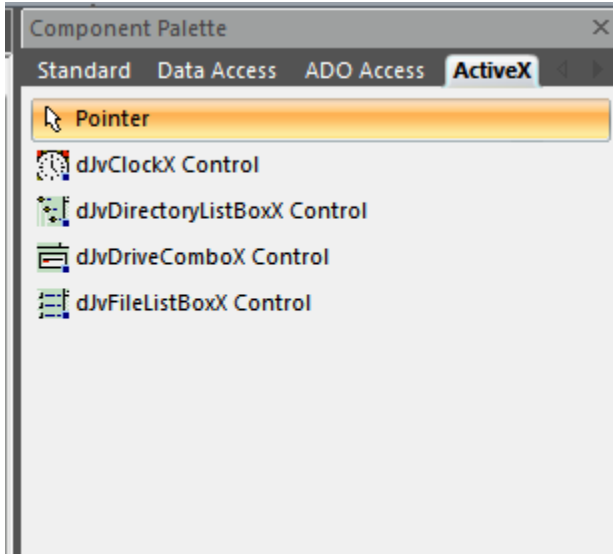 Component Palette
Standard Data Access ADO Access ActiveX
Pointer
dJvClockX Control
dJvDirectoryListBoxX Control
dJvDriveComboX Control
dJvFileListBoxX Control